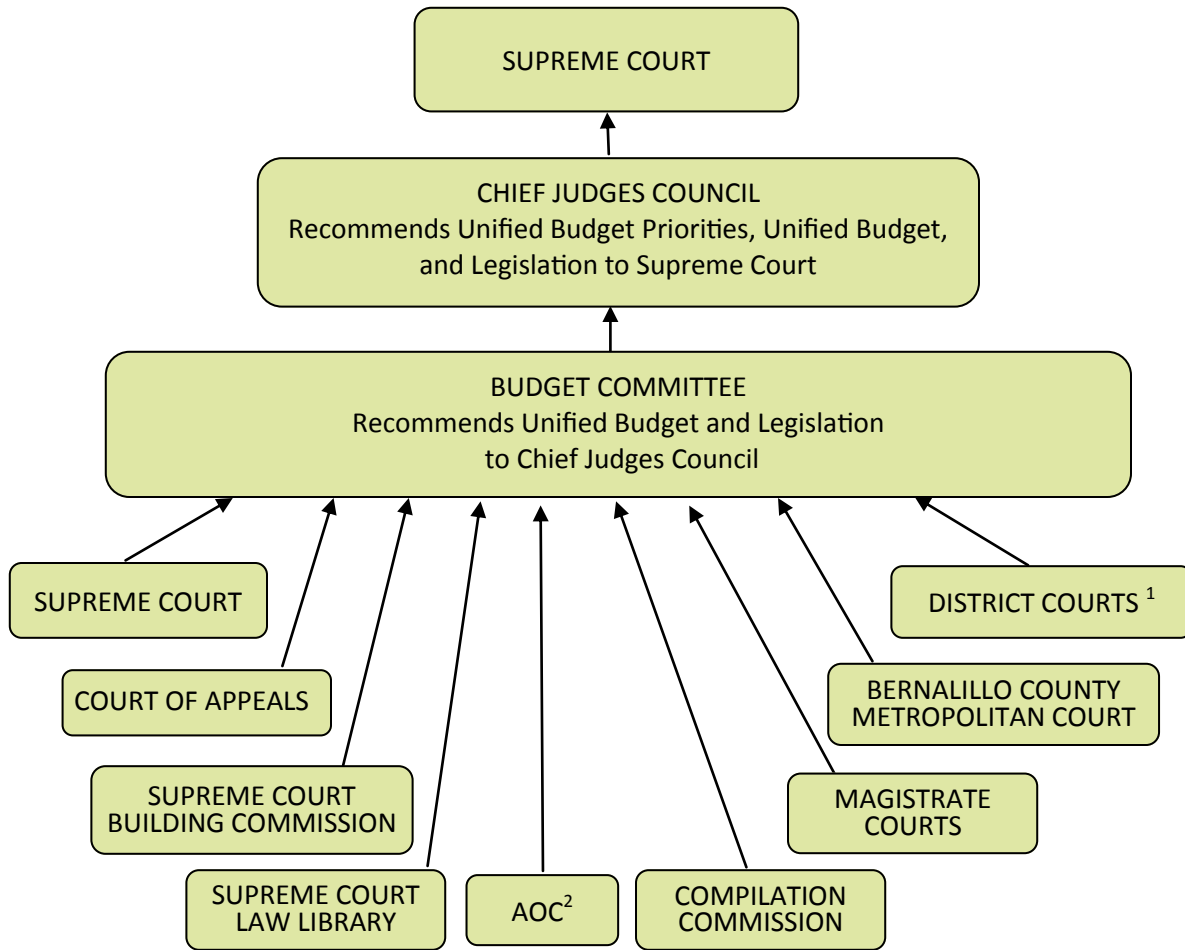 SUPREME COURT
CHIEF JUDGES COUNCIL
Recommends Unified Budget Priorities, Unified Budget,
and Legislation to Supreme Court
BUDGET COMMITTEE
Recommends Unified Budget and Legislation
to Chief Judges Council
SUPREME COURT
DISTRICT COURTS ¹
COURT OF APPEALS
BERNALILLO COUNTY
METROPOLITAN COURT
SUPREME COURT
BUILDING COMMISSION
MAGISTRATE
COURTS
SUPREME COURT
LAW LIBRARY
AOC²
COMPILATION
COMMISSION